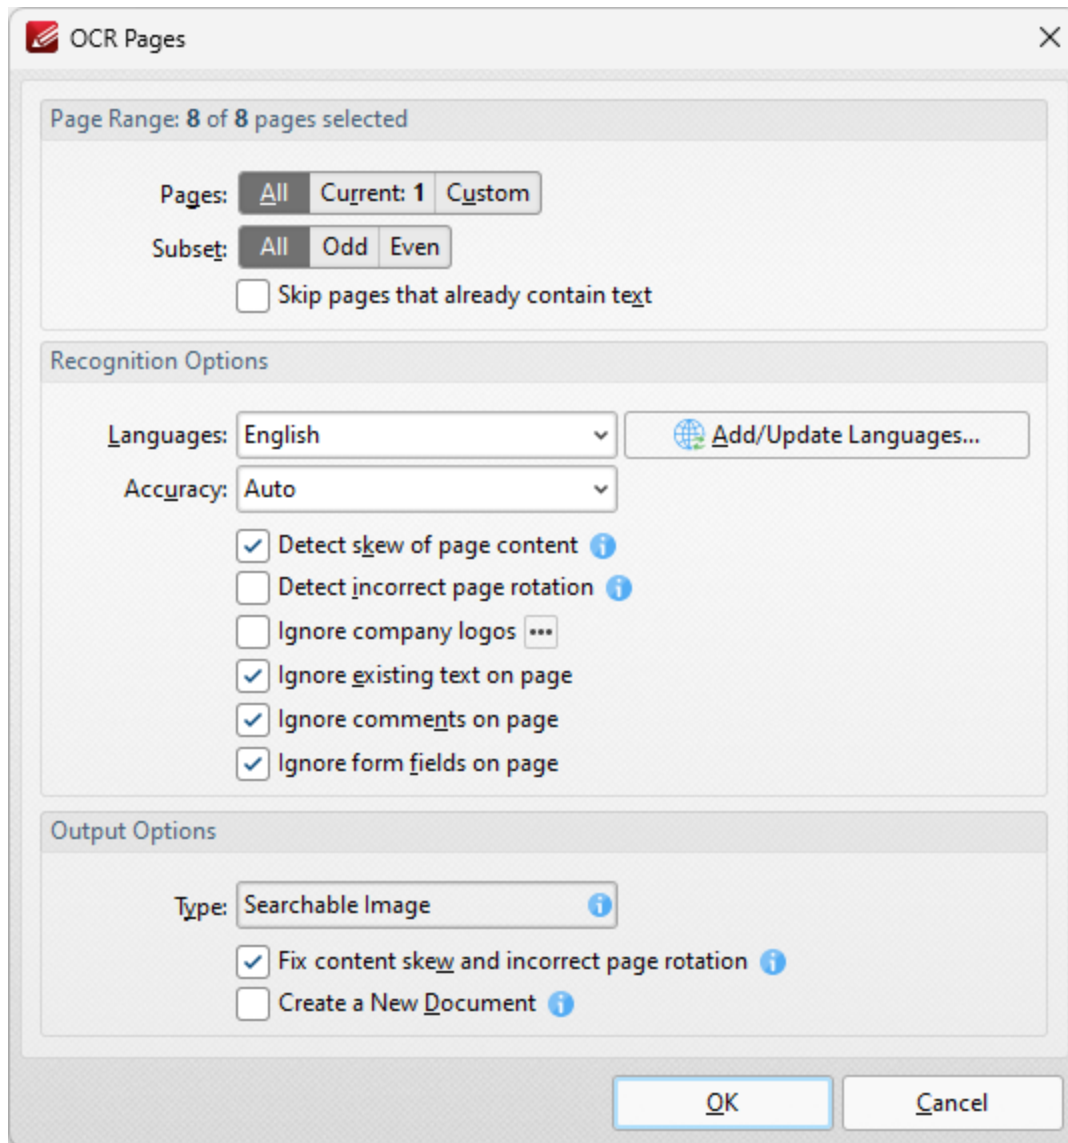 OCR Pages
Page Range: 8 of 8 pages selected
Pages: All Current: 1 Custom
Subset: All Odd Even
Skip pages that already contain text
Recognition Options
Languages: English Add/Update Languages...
Accuracy: Auto
Detect skew of page content
Detect incorrect page rotation
Ignore company logos ...
Ignore existing text on page
Ignore comments on page
Ignore form fields on page
Output Options
Type: Searchable Image
Fix content skew and incorrect page rotation
Create a New Document
OK Cancel